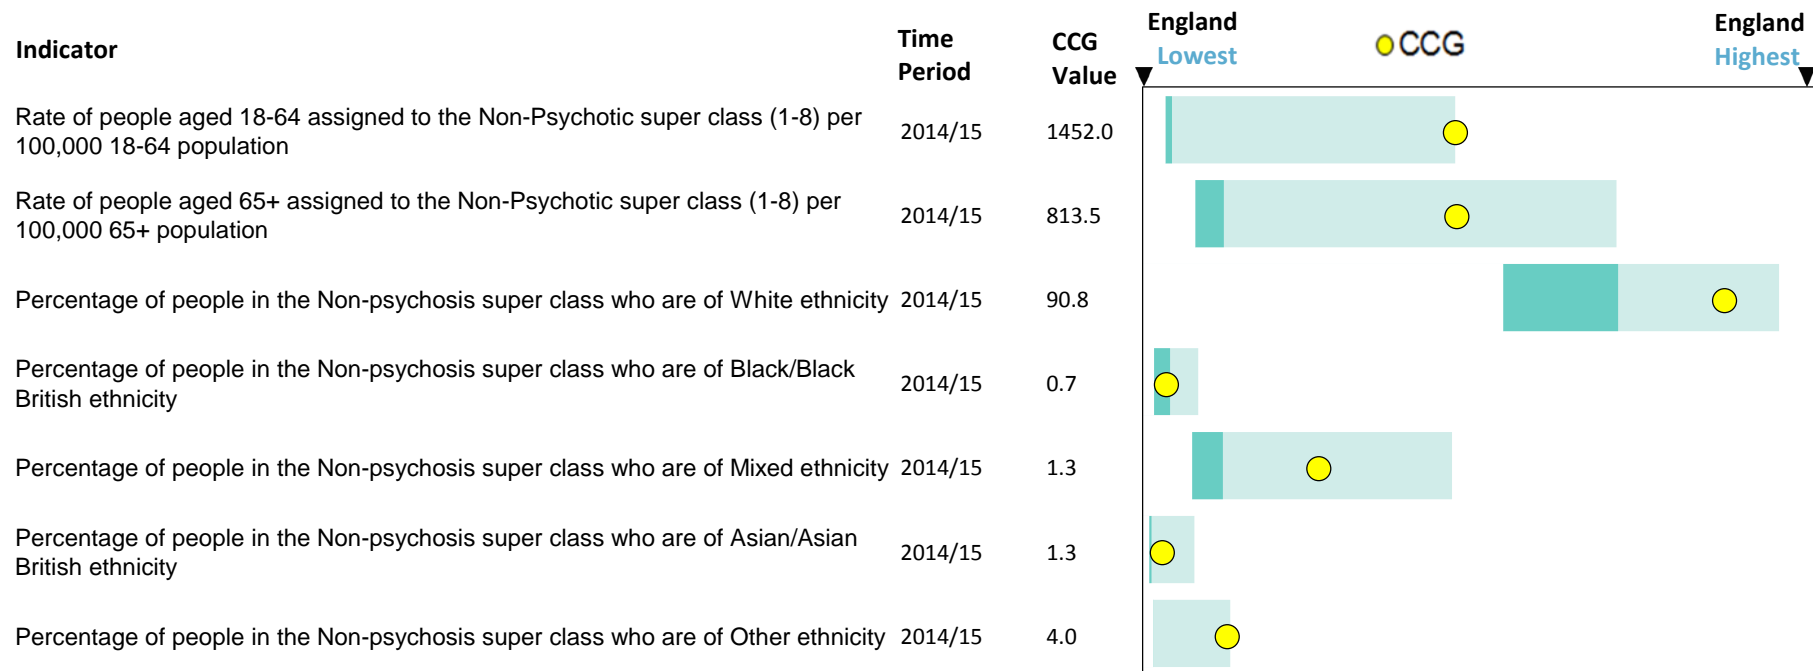 Indicator
Time
Period
CCG
Value
England
Lowest
CCG
England
Highest
Rate of people aged 18-64 assigned to the Non-Psychotic super class (1-8) per
100,000 18-64 population
2014/15
1452.0
Rate of people aged 65+ assigned to the Non-Psychotic super class (1-8) per
100,000 65+ population
2014/15
813.5
Percentage of people in the Non-psychosis super class who are of White ethnicity
2014/15
90.8
Percentage of people in the Non-psychosis super class who are of Black/Black
British ethnicity
2014/15
0.7
Percentage of people in the Non-psychosis super class who are of Mixed ethnicity
2014/15
1.3
Percentage of people in the Non-psychosis super class who are of Asian/Asian
British ethnicity
2014/15
1.3
Percentage of people in the Non-psychosis super class who are of Other ethnicity
2014/15
4.0